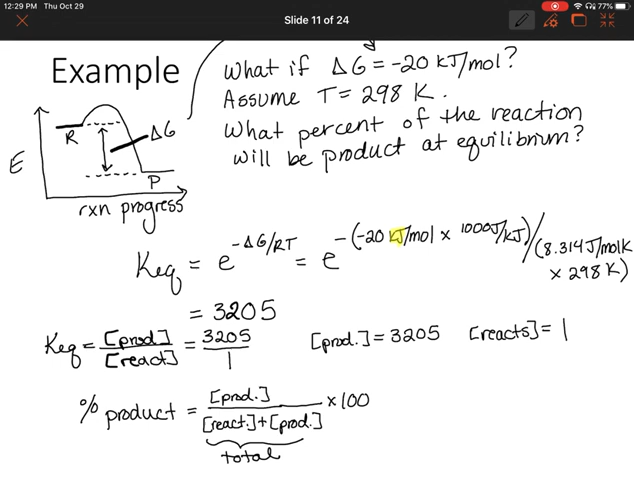 12:29 PM Thu Oct 29
77%
Slide 11 of 24
Example
What if ΔG = -20 kJ/mol?
Assume T = 298 K.
What percent of the reaction
will be product at equilibrium?
E
R
ΔG
P
rxn progress
Keq = e^-ΔG/RT = e^-(-20 kJ/mol × 1000J/kJ)/(8.314 J/molK × 298 K)
= 3205
Keq = [prod.]/[react.] = 3205/1 [prod.] = 3205 [reacts] = 1
% product = [prod.]/[react.]+[prod.] × 100
total